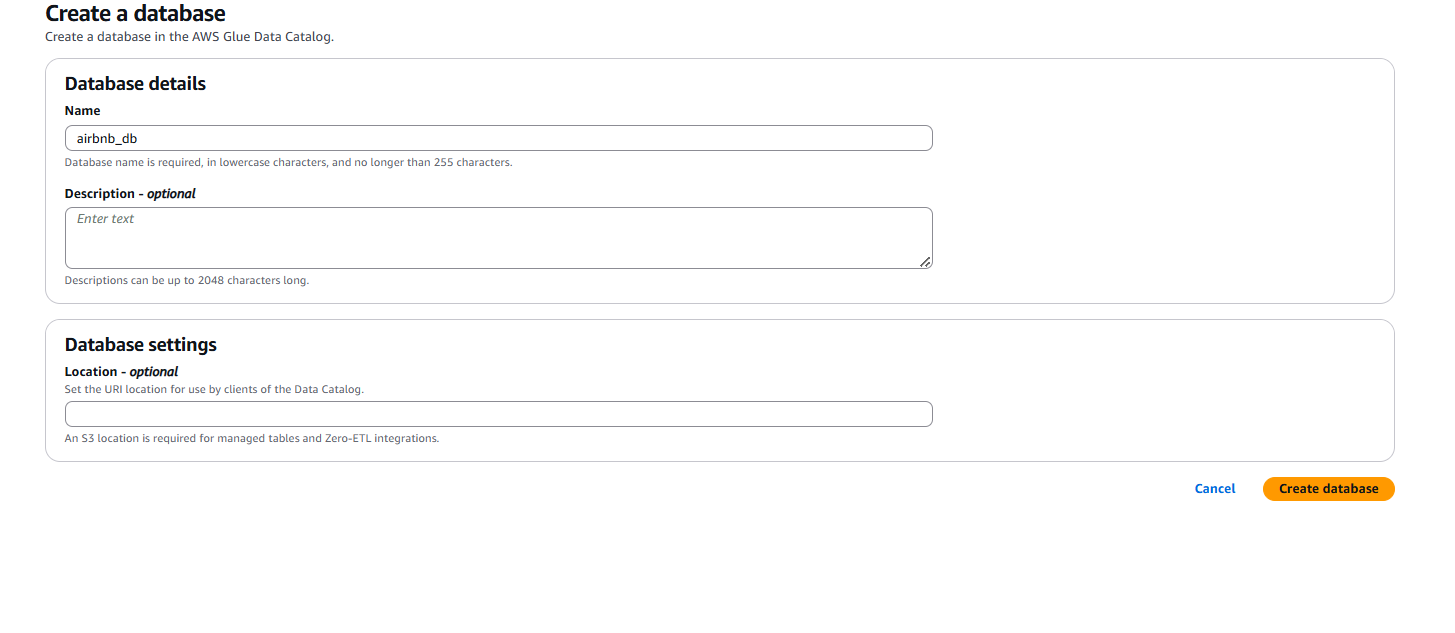 Create a database
Create a database in the AWS Glue Data Catalog.
Database details
Name
airbnb_db
Database name is required, in lowercase characters, and no longer than 255 characters.
Description - optional
Enter text
Descriptions can be up to 2048 characters long.
Database settings
Location - optional
Set the URI location for use by clients of the Data Catalog.
An S3 location is required for managed tables and Zero-ETL integrations.
Cancel Create database